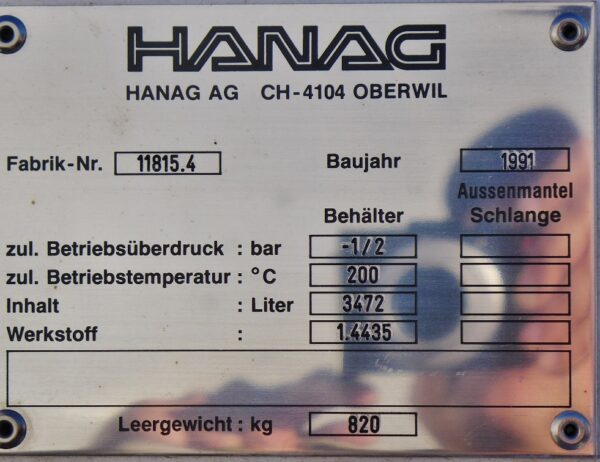 HANAG
HANAG AG CH-4104 OBERWIL
Fabrik-Nr. 11815.4 Baujahr 1991
Aussenmantel
Behälter Schlange
zul. Betriebsüberdruck : bar -1/2
zul. Betriebstemperatur : °C 200
Inhalt : Liter 3472
Werkstoff : 1.4435
Leergewicht : kg 820